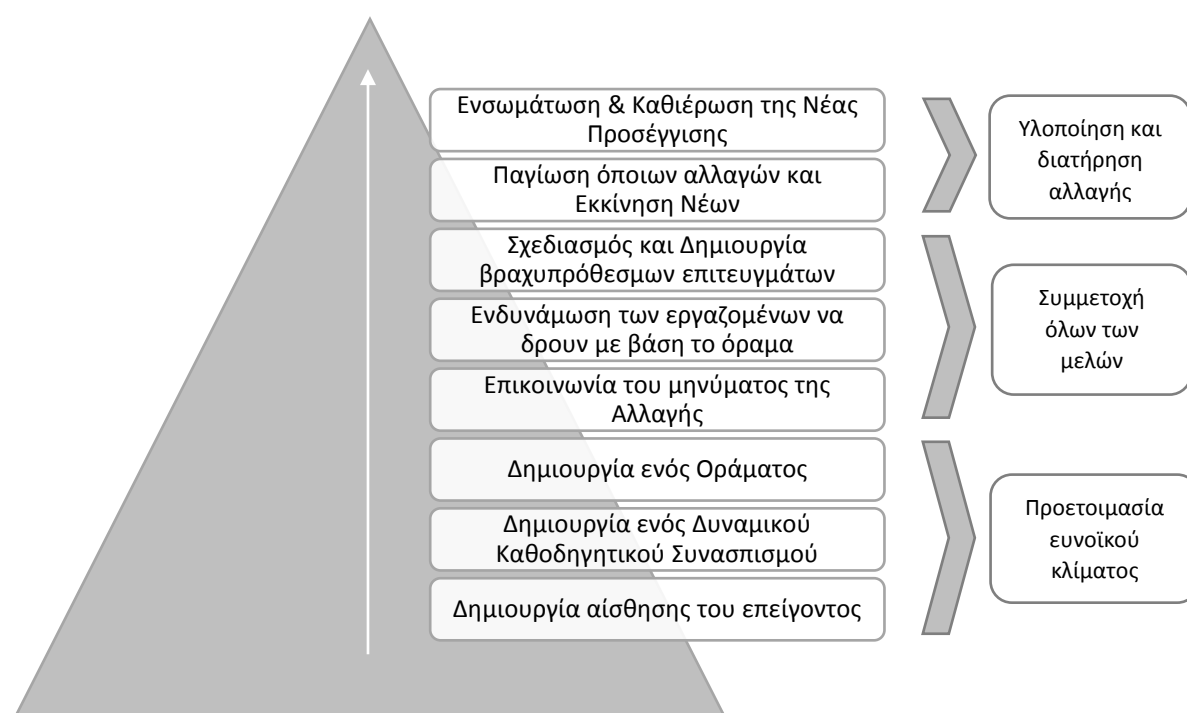 Ενσωμάτωση & Καθιέρωση της Νέας
Προσέγγισης
Παγίωση όποιων αλλαγών και
Εκκίνηση Νέων
Σχεδιασμός και Δημιουργία
βραχυπρόθεσμων επιτευγμάτων
Ενδυνάμωση των εργαζομένων να
δρουν με βάση το όραμα
Επικοινωνία του μηνύματος της
Αλλαγής
Δημιουργία ενός Οράματος
Δημιουργία ενός Δυναμικού
Καθοδηγητικού Συνασπισμού
Δημιουργία αίσθησης του επείγοντος
Υλοποίηση και
διατήρηση
αλλαγής
Συμμετοχή
όλων των
μελών
Προετοιμασία
ευνοϊκού
κλίματος